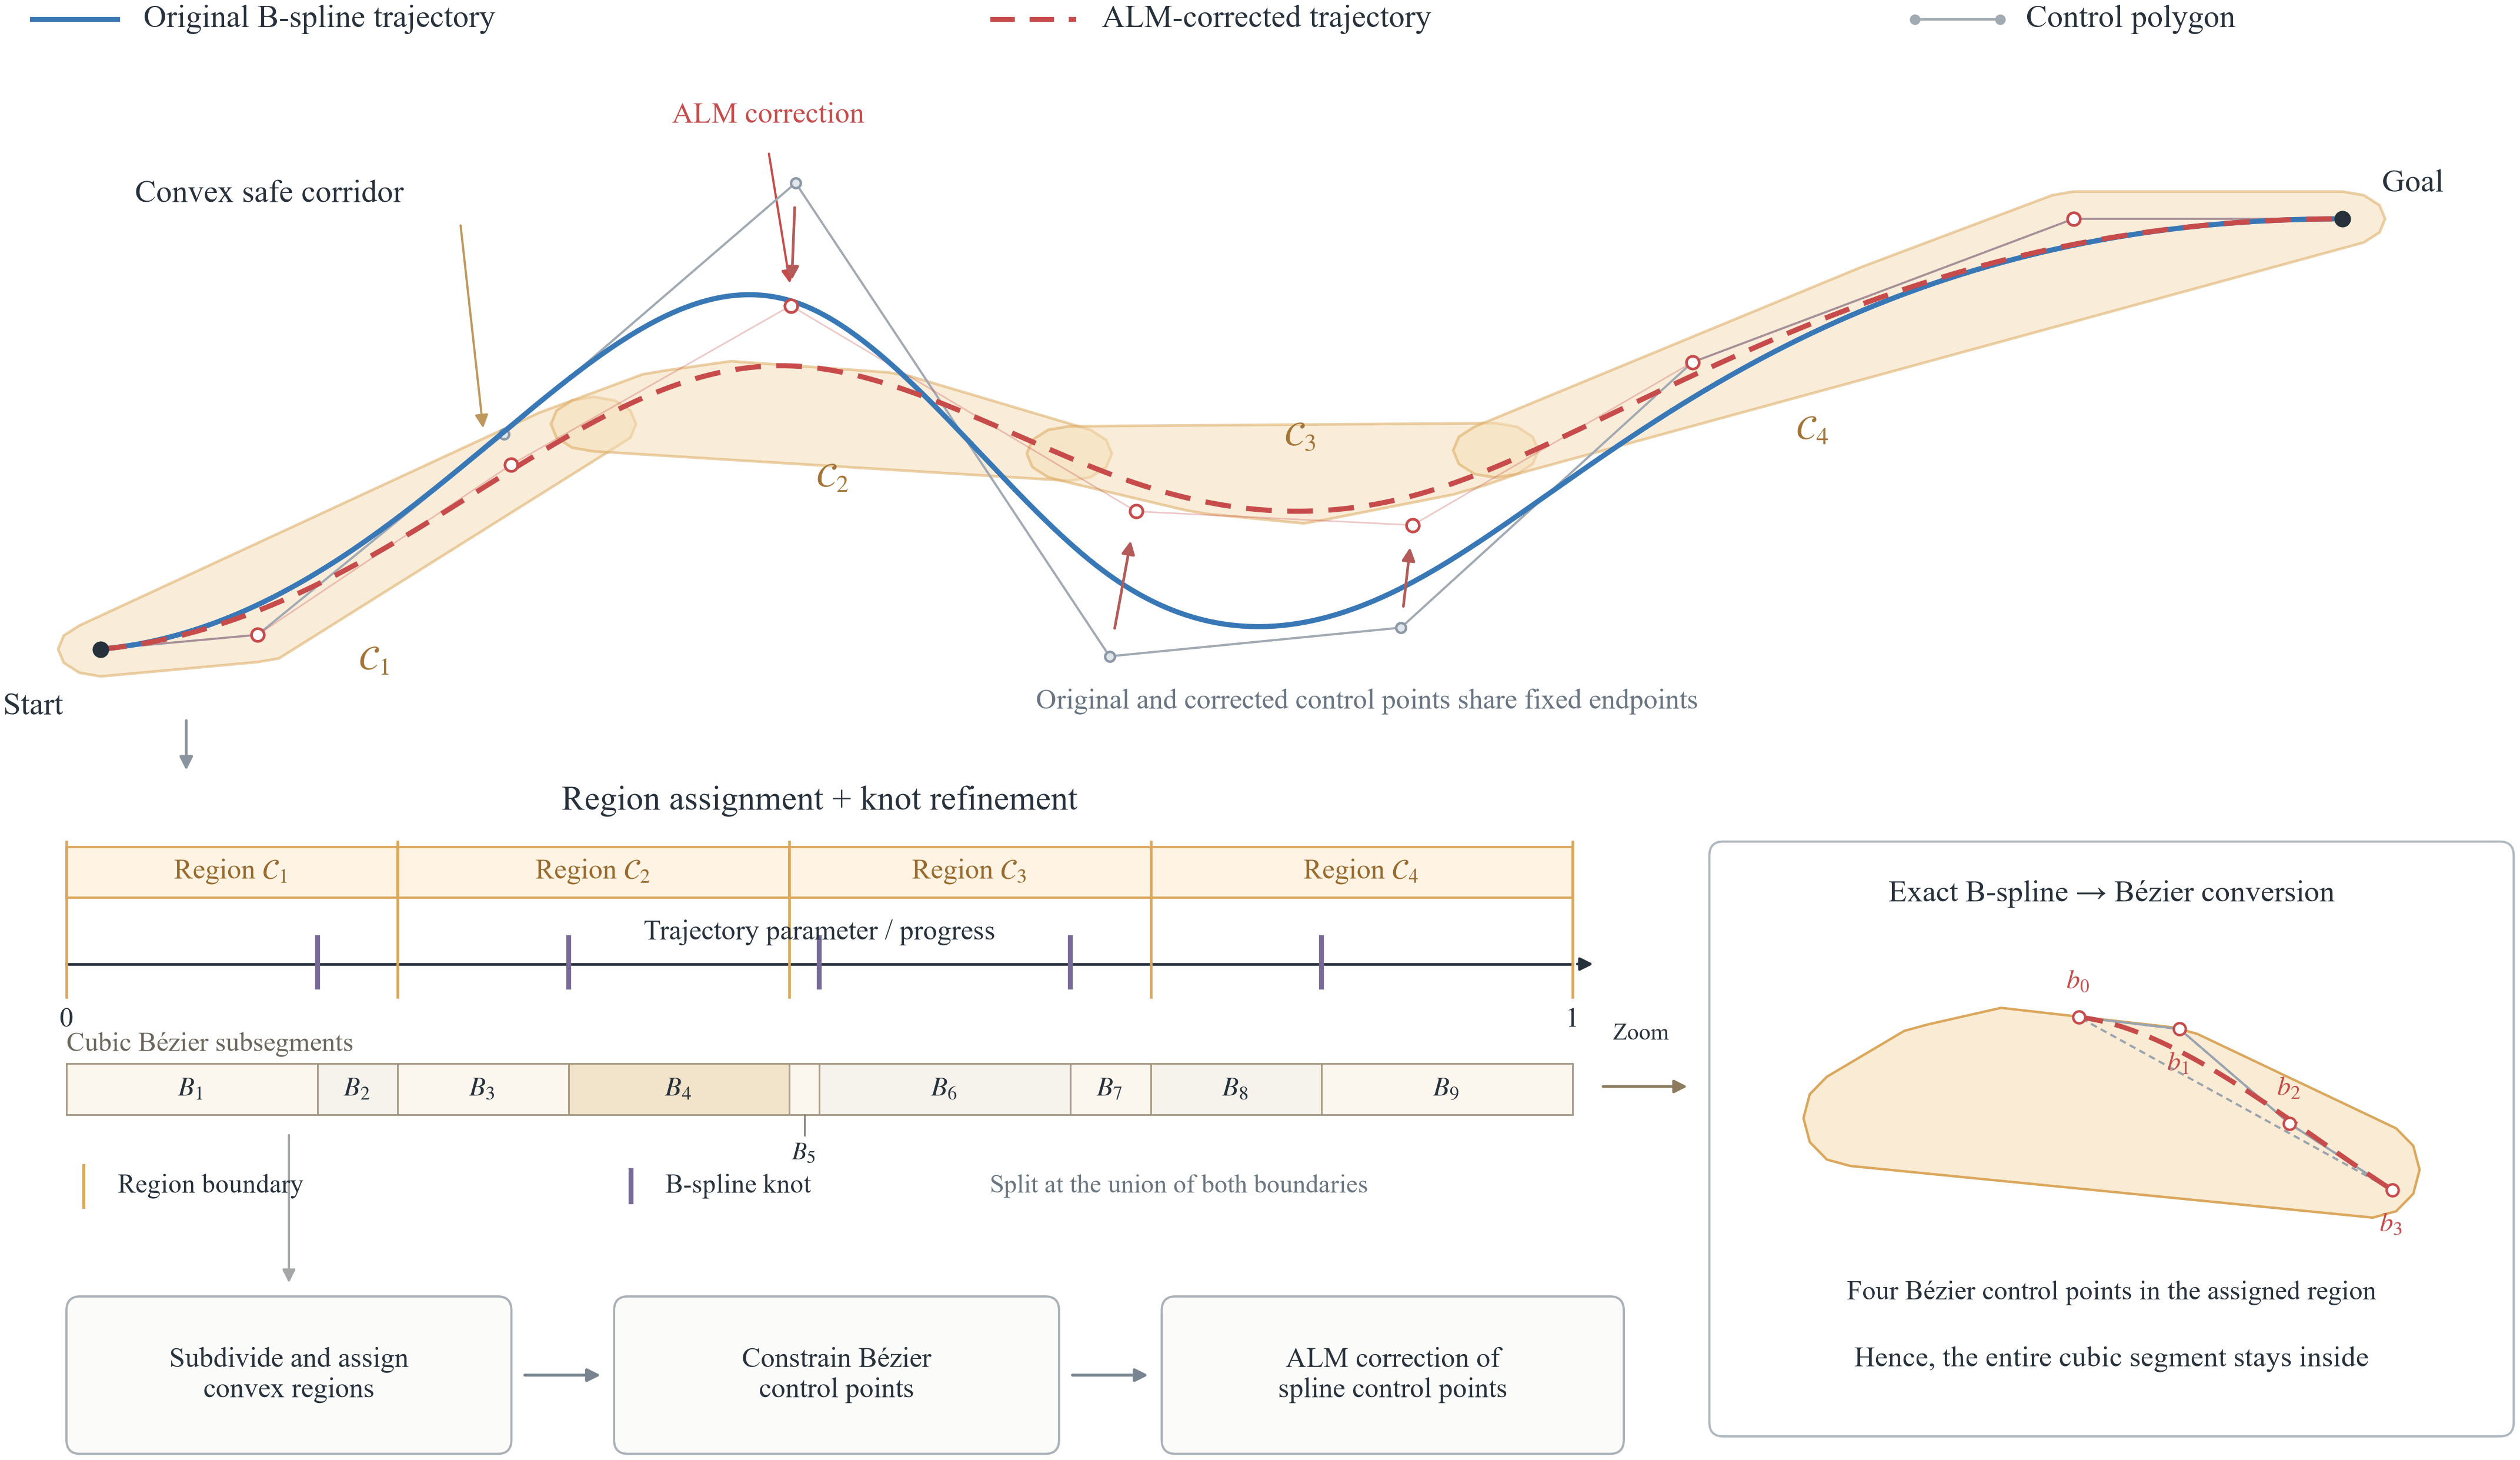 Original B-spline trajectory
ALM-corrected trajectory
Control polygon
ALM correction
Convex safe corridor
Goal
C₃
C₄
C₂
C₁
Start
Original and corrected control points share fixed endpoints
Region assignment + knot refinement
Region C₁
Region C₂
Region C₃
Region C₄
Trajectory parameter / progress
0
1
Cubic Bézier subsegments
B₁
B₂
B₃
B₄
B₆
B₇
B₈
B₉
B₅
Zoom
Region boundary
B-spline knot
Split at the union of both boundaries
Exact B-spline → Bézier conversion
b₀
b₁
b₂
b₃
Four Bézier control points in the assigned region
Hence, the entire cubic segment stays inside
Subdivide and assign
convex regions
Constrain Bézier
control points
ALM correction of
spline control points